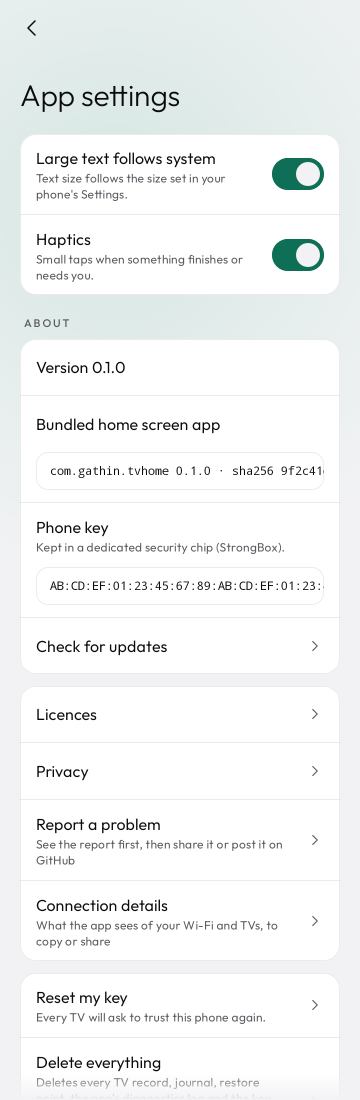 App settings
Large text follows system
Text size follows the size set in your
phone's Settings.
Haptics
Small taps when something finishes or
needs you.
ABOUT
Version 0.1.0
Bundled home screen app
com.gathin.tvhome 0.1.0 · sha256 9f2c41
Phone key
Kept in a dedicated security chip (StrongBox).
AB:CD:EF:01:23:45:67:89:AB:CD:EF:01:23:
Check for updates
Licences
Privacy
Report a problem
See the report first, then share it or post it on
GitHub
Connection details
What the app sees of your Wi-Fi and TVs, to
copy or share
Reset my key
Every TV will ask to trust this phone again.
Delete everything
Deletes every TV record, journal, restore